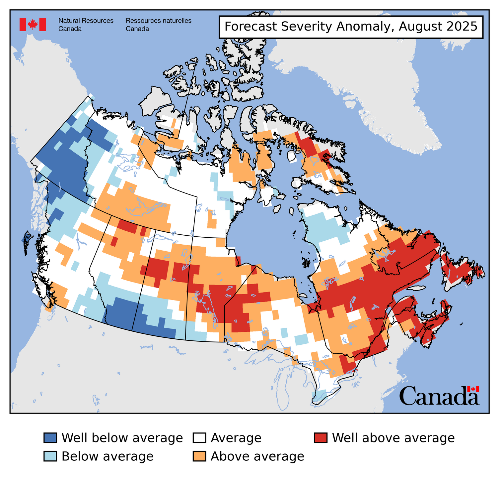 Natural Resources Ressources naturelles
Canada Canada
Forecast Severity Anomaly, August 2025
Canada
Well below average Average Well above average
Below average Above average